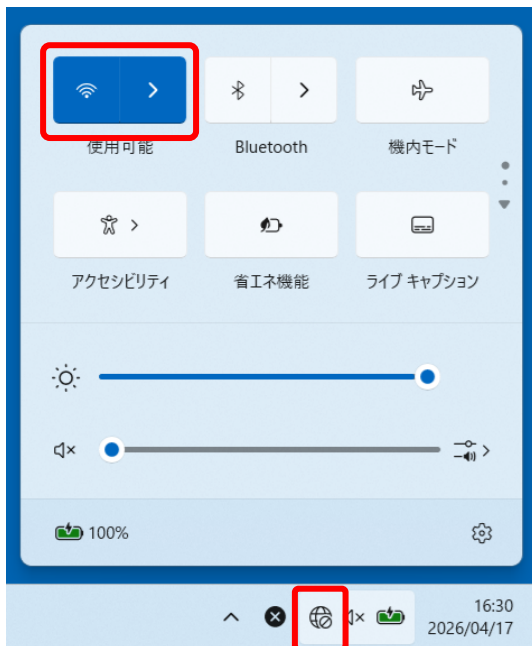 使用可能
Bluetooth
機内モード
アクセシビリティ
省エネ機能
ライブ キャプション
100%
16:30
2026/04/17